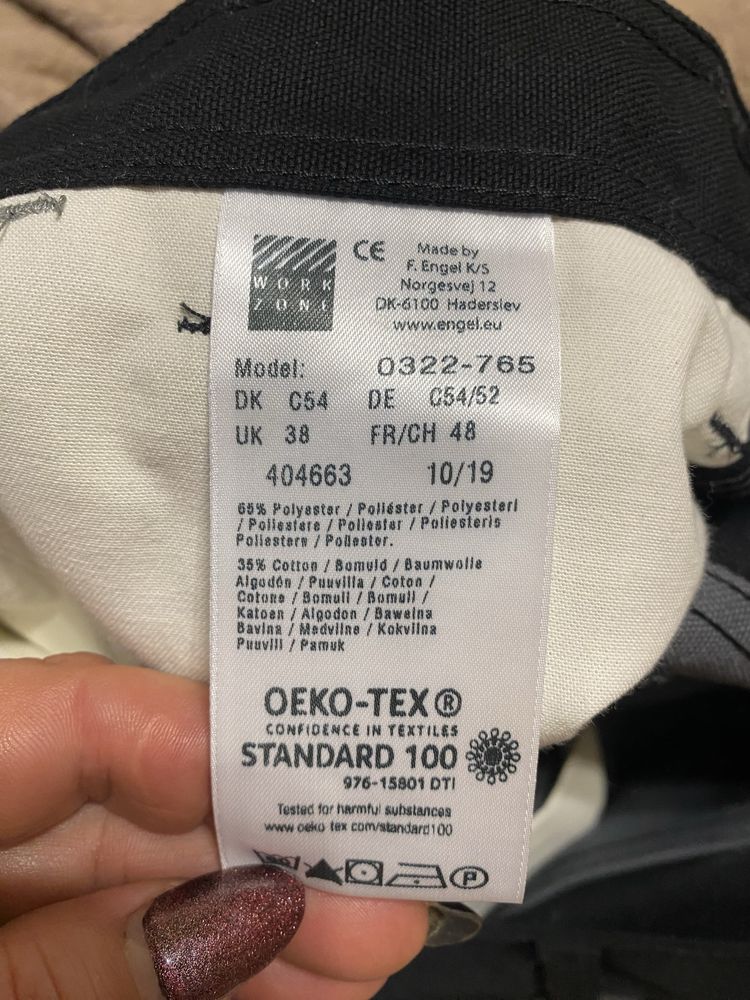 WORK
ZONE
CE
Made by
F. Engel K/S
Norgesvej 12
DK-6100 Haderslev
www.engel.eu
Model: 0322-765
DK C54 DE C54/52
UK 38 FR/CH 48
404663 10/19
65% Polyester / Poliéster / Polyesteri
/ Poliestere / Poliester / Poliesteris
Poliestern / Poliester.
35% Cotton / Bomuld / Baumwolle
Algodón / Puuvilla / Coton /
Cotone / Bomull / Bomull /
Katoen / Algodon / Bawełna
Bavlna / Medvilne / Kokvilna
Puuvill / Pamuk
OEKO-TEX®
CONFIDENCE IN TEXTILES
STANDARD 100
976-15801 DTI
Tested for harmful substances
www.oeko-tex.com/standard100
P